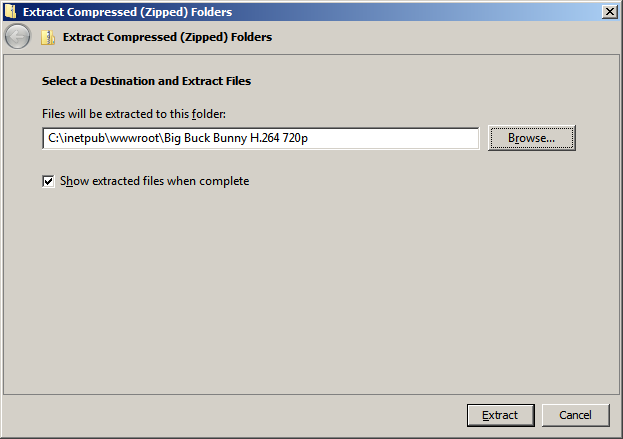 Extract Compressed (Zipped) Folders
Extract Compressed (Zipped) Folders
Select a Destination and Extract Files
Files will be extracted to this folder:
C:\inetpub\wwwroot\Big Buck Bunny H.264 720p
Browse...
Show extracted files when complete
Extract
Cancel